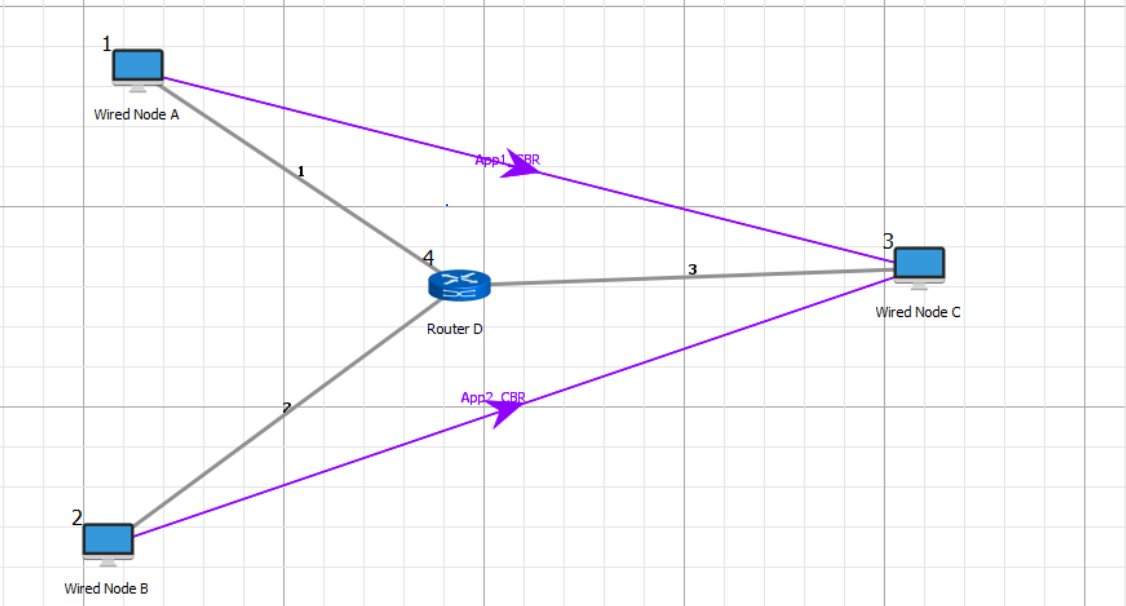 1
Wired Node A
App1_CBR
1
4
3
3
Router D
Wired Node C
App2_CBR
2
2
Wired Node B